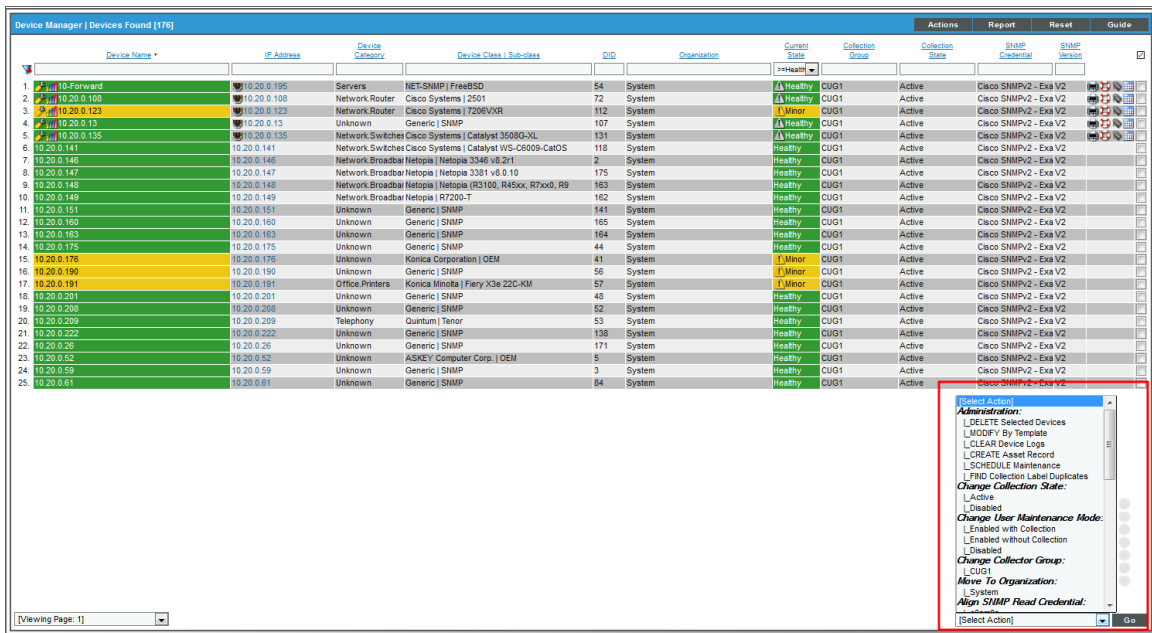 Device Manager | Devices Found [176] Actions Report Reset Guide
Device Name IP Address Device Category Device Class | Sub-class DID Organization Current State Collection Group Collection State SNMP Credential SNMP Version
>=Health
1. 10-Forward 10.20.0.195 Servers NET-SNMP | FreeBSD 54 System Healthy CUG1 Active Cisco SNMPv2 - Exa V2
2. 10.20.0.108 10.20.0.108 Network.Router Cisco Systems | 2501 72 System Healthy CUG1 Active Cisco SNMPv2 - Exa V2
3. 10.20.0.123 10.20.0.123 Network.Router Cisco Systems | 7206VXR 112 System Minor CUG1 Active Cisco SNMPv2 - Exa V2
4. 10.20.0.13 10.20.0.13 Unknown Generic | SNMP 107 System Healthy CUG1 Active Cisco SNMPv2 - Exa V2
5. 10.20.0.135 10.20.0.135 Network.Switches Cisco Systems | Catalyst 3508G-XL 131 System Healthy CUG1 Active Cisco SNMPv2 - Exa V2
6. 10.20.0.141 10.20.0.141 Network.Switches Cisco Systems | Catalyst WS-C6009-CatOS 118 System Healthy CUG1 Active Cisco SNMPv2 - Exa V2
7. 10.20.0.146 10.20.0.146 Network.Broadbar Netopia | Netopia 3346 v8.2r1 2 System Healthy CUG1 Active Cisco SNMPv2 - Exa V2
8. 10.20.0.147 10.20.0.147 Network.Broadbar Netopia | Netopia 3381 v8.0.10 175 System Healthy CUG1 Active Cisco SNMPv2 - Exa V2
9. 10.20.0.148 10.20.0.148 Network.Broadbar Netopia | Netopia (R3100, R45xx, R7xx0, R9 163 System Healthy CUG1 Active Cisco SNMPv2 - Exa V2
10. 10.20.0.149 10.20.0.149 Network.Broadbar Netopia | R7200-T 162 System Healthy CUG1 Active Cisco SNMPv2 - Exa V2
11. 10.20.0.151 10.20.0.151 Unknown Generic | SNMP 141 System Healthy CUG1 Active Cisco SNMPv2 - Exa V2
12. 10.20.0.160 10.20.0.160 Unknown Generic | SNMP 165 System Healthy CUG1 Active Cisco SNMPv2 - Exa V2
13. 10.20.0.163 10.20.0.163 Unknown Generic | SNMP 164 System Healthy CUG1 Active Cisco SNMPv2 - Exa V2
14. 10.20.0.175 10.20.0.175 Unknown Generic | SNMP 44 System Healthy CUG1 Active Cisco SNMPv2 - Exa V2
15. 10.20.0.176 10.20.0.176 Unknown Konica Corporation | OEM 41 System Minor CUG1 Active Cisco SNMPv2 - Exa V2
16. 10.20.0.190 10.20.0.190 Unknown Generic | SNMP 56 System Minor CUG1 Active Cisco SNMPv2 - Exa V2
17. 10.20.0.191 10.20.0.191 Office.Printers Konica Minolta | Fiery X3e 22C-KM 57 System Minor CUG1 Active Cisco SNMPv2 - Exa V2
18. 10.20.0.201 10.20.0.201 Unknown Generic | SNMP 48 System Healthy CUG1 Active Cisco SNMPv2 - Exa V2
19. 10.20.0.208 10.20.0.208 Unknown Generic | SNMP 52 System Healthy CUG1 Active Cisco SNMPv2 - Exa V2
20. 10.20.0.209 10.20.0.209 Telephony Quintum | Tenor 53 System Healthy CUG1 Active Cisco SNMPv2 - Exa V2
21. 10.20.0.222 10.20.0.222 Unknown Generic | SNMP 138 System Healthy CUG1 Active Cisco SNMPv2 - Exa V2
22. 10.20.0.26 10.20.0.26 Unknown Generic | SNMP 171 System Healthy CUG1 Active Cisco SNMPv2 - Exa V2
23. 10.20.0.52 10.20.0.52 Unknown ASKEY Computer Corp. | OEM 5 System Healthy CUG1 Active Cisco SNMPv2 - Exa V2
24. 10.20.0.59 10.20.0.59 Unknown Generic | SNMP 3 System Healthy CUG1 Active Cisco SNMPv2 - Exa V2
25. 10.20.0.61 10.20.0.61 Unknown Generic | SNMP 84 System Healthy CUG1 Active Cisco SNMPv2 - Exa V2
[Select Action]
Administration:
|_DELETE Selected Devices
|_MODIFY By Template
|_CLEAR Device Logs
|_CREATE Asset Record
|_SCHEDULE Maintenance
|_FIND Collection Label Duplicates
Change Collection State:
|_Active
|_Disabled
Change User Maintenance Mode:
|_Enabled with Collection
|_Enabled without Collection
|_Disabled
Change Collector Group:
|_CUG1
Move To Organization:
|_System
Align SNMP Read Credential:
[Viewing Page: 1] [Select Action] Go